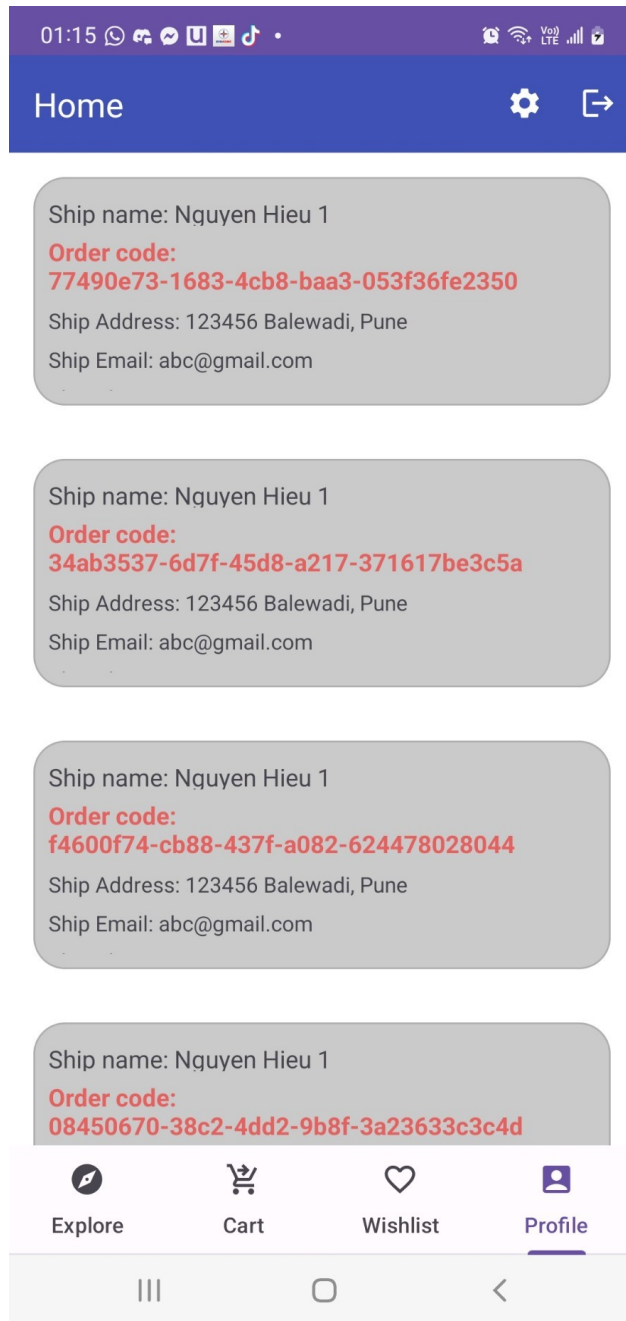 01:15
Vo))
LTE
Home
Ship name: Nguyen Hieu 1
Order code:
77490e73-1683-4cb8-baa3-053f36fe2350
Ship Address: 123456 Balewadi, Pune
Ship Email: abc@gmail.com
Ship name: Nguyen Hieu 1
Order code:
34ab3537-6d7f-45d8-a217-371617be3c5a
Ship Address: 123456 Balewadi, Pune
Ship Email: abc@gmail.com
Ship name: Nguyen Hieu 1
Order code:
f4600f74-cb88-437f-a082-624478028044
Ship Address: 123456 Balewadi, Pune
Ship Email: abc@gmail.com
Ship name: Nguyen Hieu 1
Order code:
08450670-38c2-4dd2-9b8f-3a23633c3c4d
Explore Cart Wishlist Profile